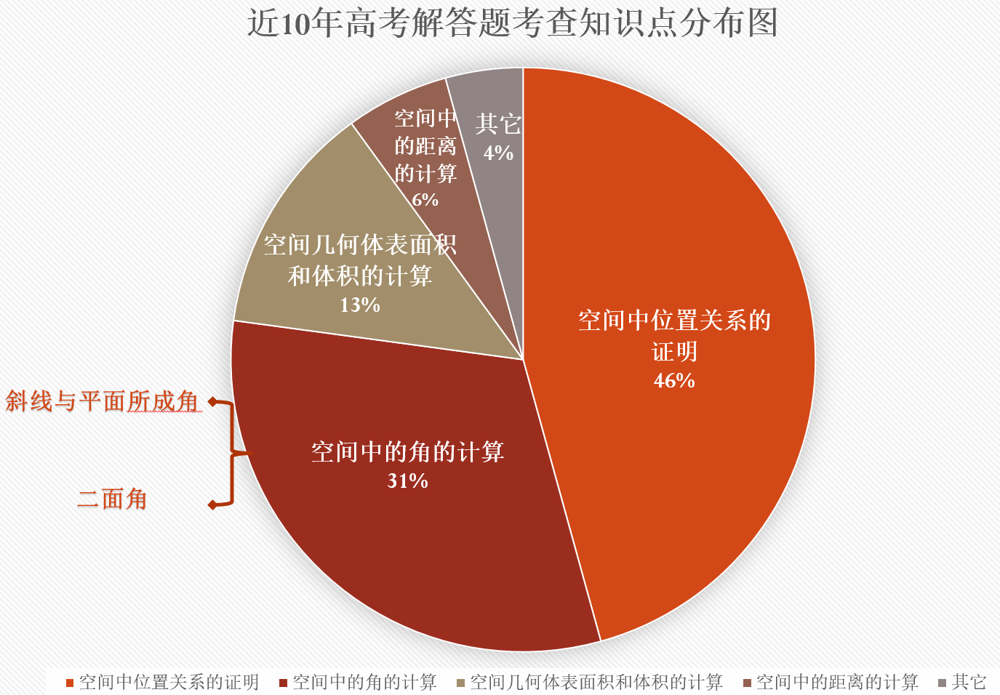 近10年高考解答题考查知识点分布图
空间中
的距离
的计算
6%
其它
4%
空间几何体表面积
和体积的计算
13%
空间中位置关系的
证明
46%
斜线与平面所成角
二面角
空间中的角的计算
31%
空间中位置关系的证明 空间中的角的计算 空间几何体表面积和体积的计算 空间中的距离的计算 其它